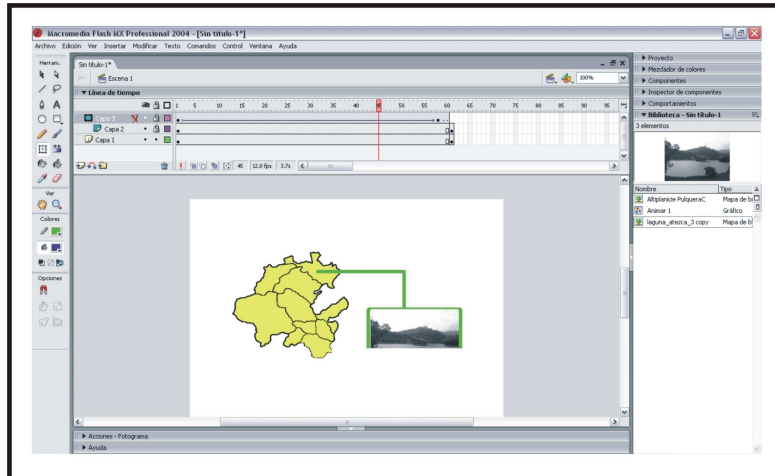 Macromedia Flash MX Professional 2004 - [Sin título-1*]
Archivo Edición Ver Insertar Modificar Texto Comandos Control Ventana Ayuda
Herram.
Sin título-1*
Escena 1
100%
Línea de tiempo
1 5 10 15 20 25 30 35 40 45 50 55 60 65 70 75 80 85 90 95
Capa 3
Capa 2
Capa 1
12.0 fps 3.7s
Ver
Colores
Opciones
Acciones - Fotograma
Ayuda
Proyecto
Mezclador de colores
Componentes
Inspector de componentes
Comportamientos
Biblioteca - Sin título-1
3 elementos
Nombre Tipo
Altiplanicie PulqueraC Mapa de bi
Animar 1 Gráfico
laguna_atezca_3 copy Mapa de bi